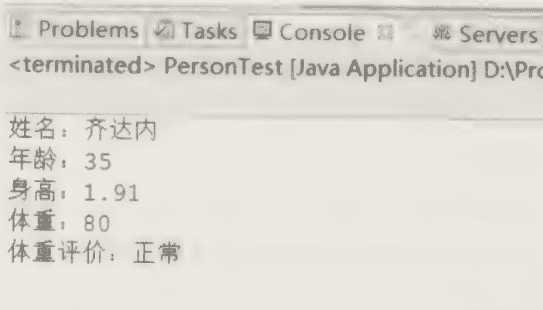 Problems Tasks Console Servers
<terminated> PersonTest [Java Application] D:\Pro
姓名：齐达内
年龄：35
身高：1.91
体重：80
体重评价：正常